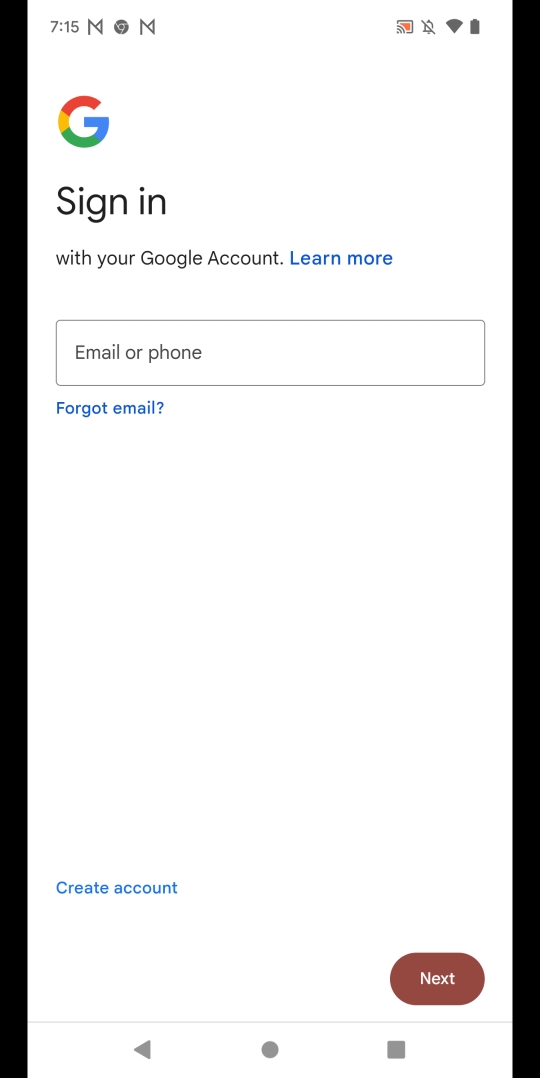 7:15
Sign in
with your Google Account. Learn more
Email or phone
Forgot email?
Create account
Next